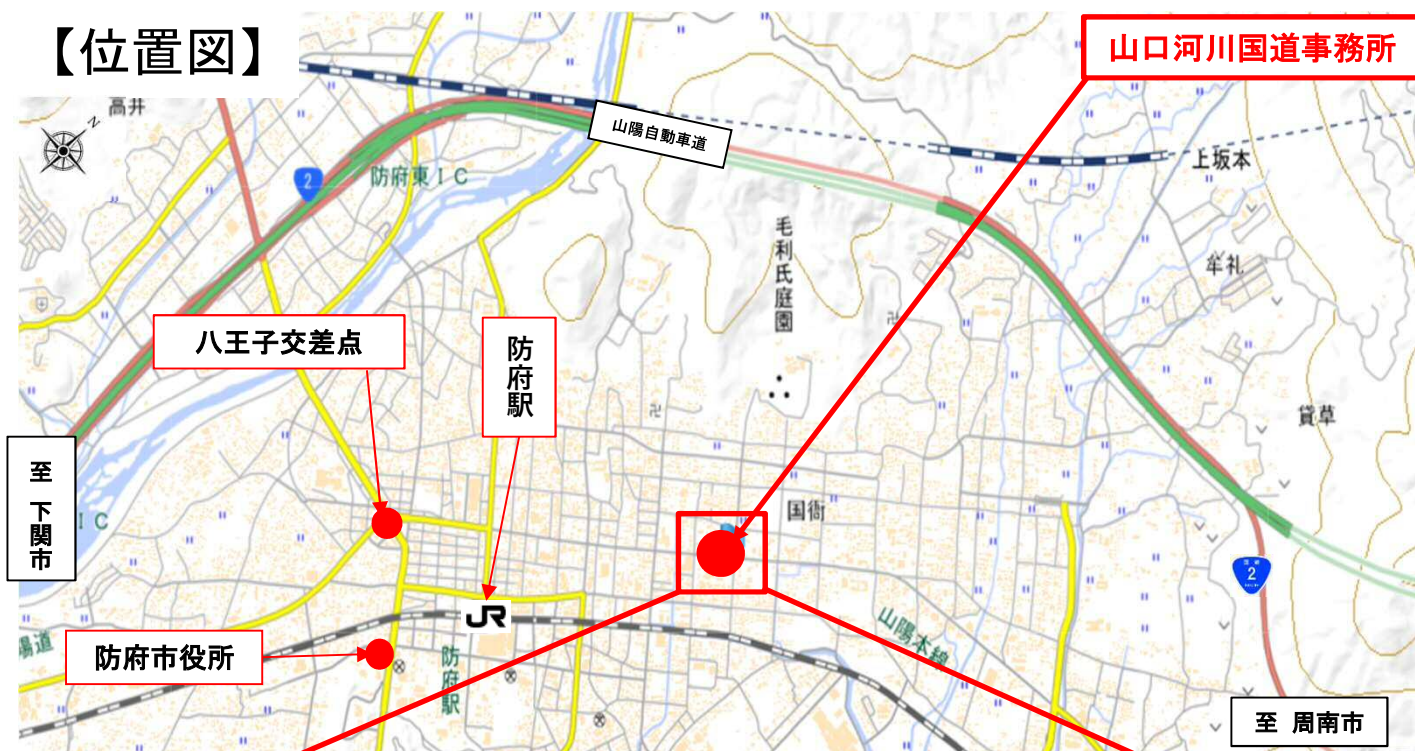 【位置図】
山口河川国道事務所
高井
N
山陽自動車道
上坂本
2
防府東IC
毛利氏庭園
牟礼
八王子交差点
防府駅
貸草
至 下関市
IC
国衙
2
JR
山陽本線
陽道
防府市役所
防府駅
至 周南市